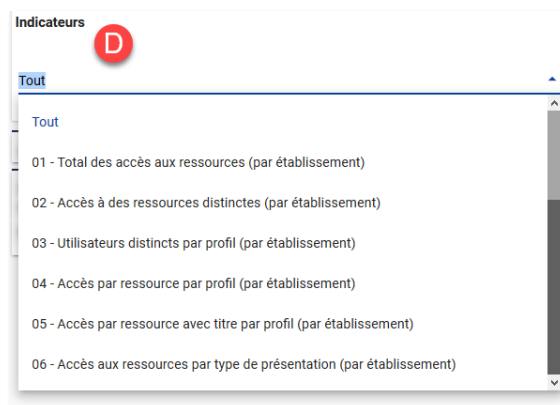 Indicateurs
D
Tout
Tout
01 - Total des accès aux ressources (par établissement)
02 - Accès à des ressources distinctes (par établissement)
03 - Utilisateurs distincts par profil (par établissement)
04 - Accès par ressource par profil (par établissement)
05 - Accès par ressource avec titre par profil (par établissement)
06 - Accès aux ressources par type de présentation (par établissement)